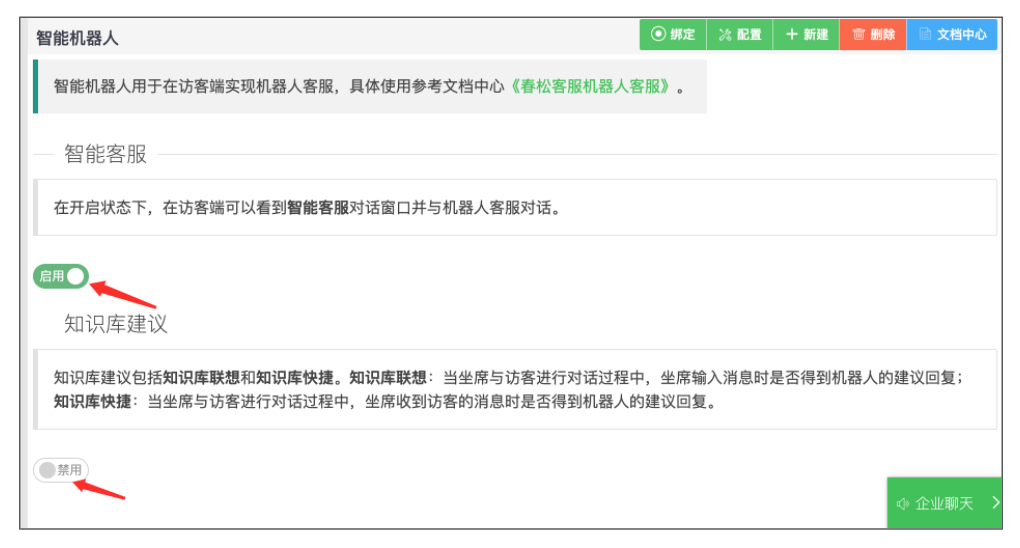 智能机器人
绑定 配置 新建 删除 文档中心
智能机器人用于在访客端实现机器人客服，具体使用参考文档中心《春松客服机器人客服》。
智能客服
在开启状态下，在访客端可以看到智能客服对话窗口并与机器人客服对话。
启用
知识库建议
知识库建议包括知识库联想和知识库快捷。知识库联想：当坐席与访客进行对话过程中，坐席输入消息时是否得到机器人的建议回复；
知识库快捷：当坐席与访客进行对话过程中，坐席收到访客的消息时是否得到机器人的建议回复。
禁用
企业聊天